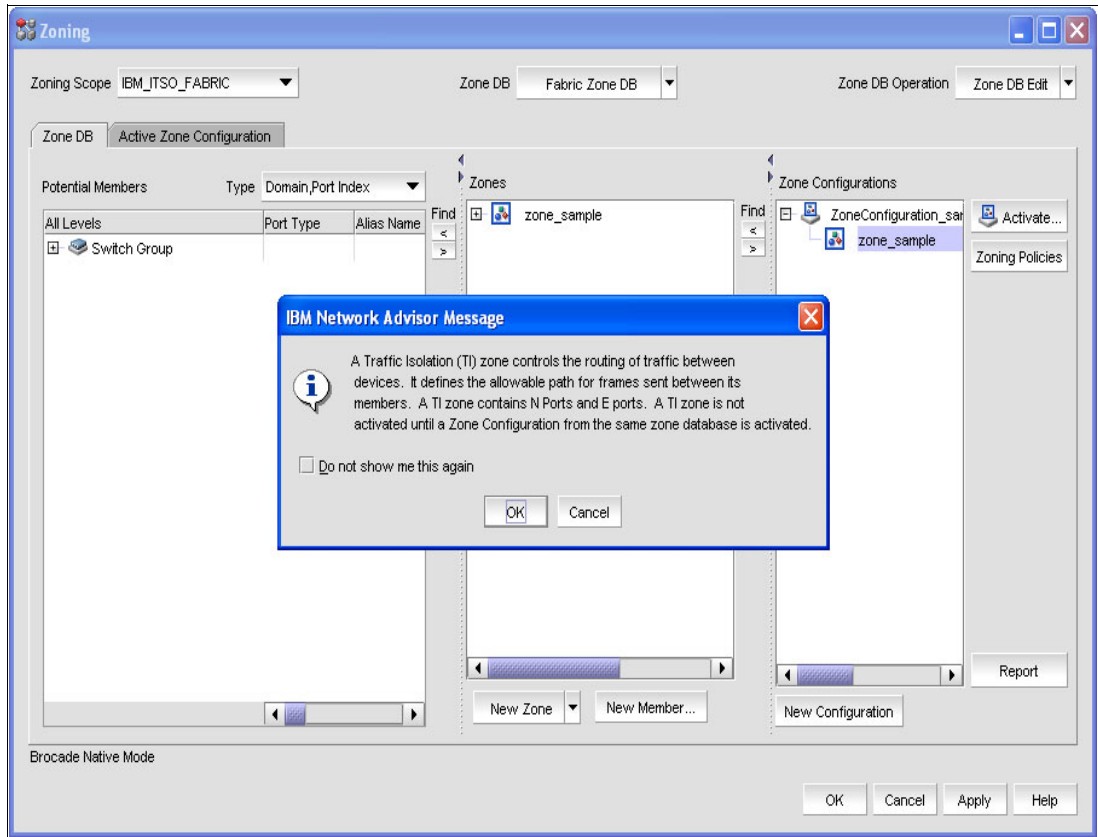 Zoning
Zoning Scope IBM_ITSO_FABRIC Zone DB Fabric Zone DB Zone DB Operation Zone DB Edit
Zone DB Active Zone Configuration
Potential Members Type Domain,Port Index Zones Zone Configurations
All Levels Port Type Alias Name Find zone_sample Find ZoneConfiguration_sar Activate...
< <
Switch Group > > zone_sample Zoning Policies
IBM Network Advisor Message
A Traffic Isolation (TI) zone controls the routing of traffic between
devices. It defines the allowable path for frames sent between its
members. A TI zone contains N Ports and E ports. A TI zone is not
activated until a Zone Configuration from the same zone database is activated.
Do not show me this again
OK Cancel
Report
New Zone New Member... New Configuration
Brocade Native Mode
OK Cancel Apply Help